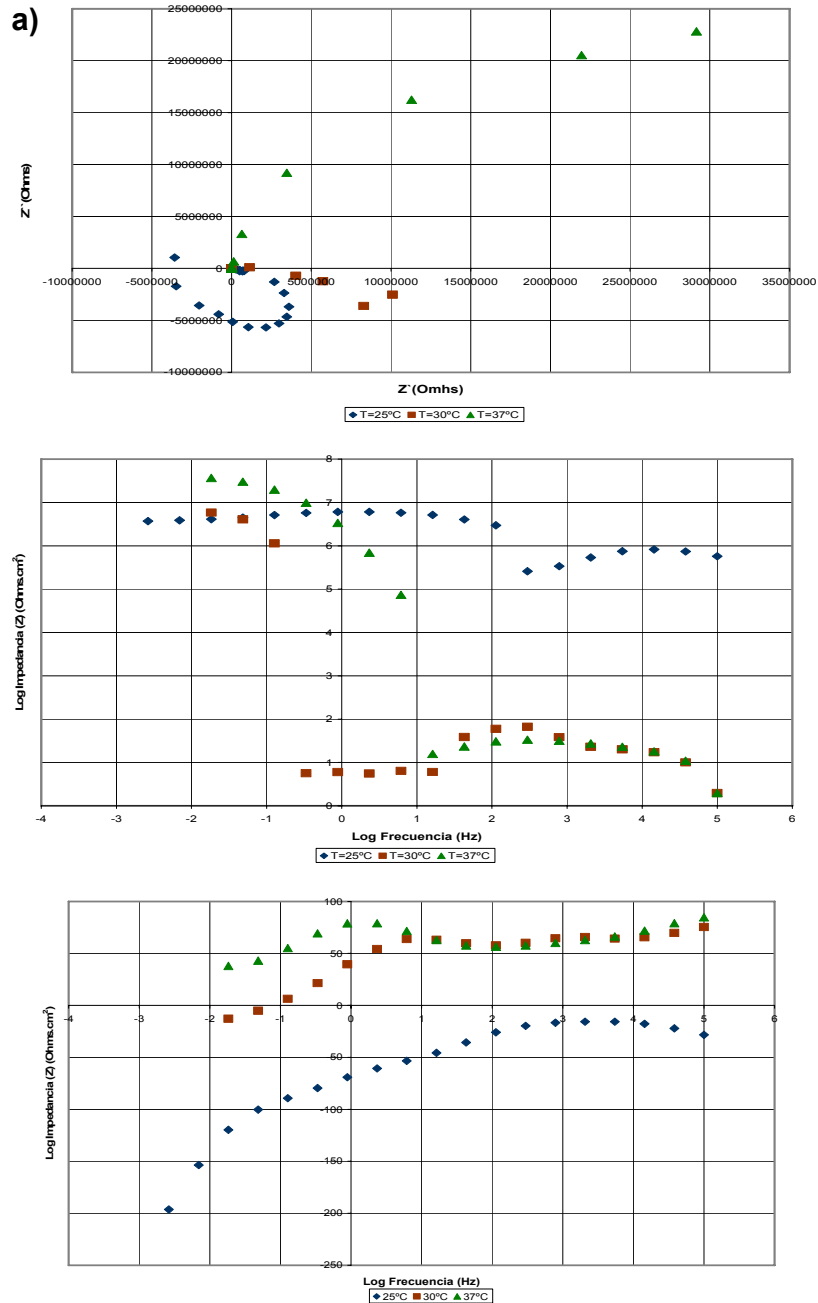 a)
25000000
20000000
15000000
10000000
5000000
0
-10000000 -5000000 0 5000000 10000000 15000000 20000000 25000000 30000000 35000000
-5000000
-10000000
Z`(Ohms)
Z`(Omhs)
T=25ºC T=30ºC T=37ºC
8
7
6
5
4
3
2
1
0
-4 -3 -2 -1 0 1 2 3 4 5 6
Log Impedancia (Z) (Ohms.cm²)
Log Frecuencia (Hz)
T=25ºC T=30ºC T=37ºC
100
50
0
-4 -3 -2 -1 0 1 2 3 4 5 6
-50
-100
-150
-200
-250
Log Impedancia (Z) (Ohms.cm²)
Log Frecuencia (Hz)
25ºC 30ºC 37ºC